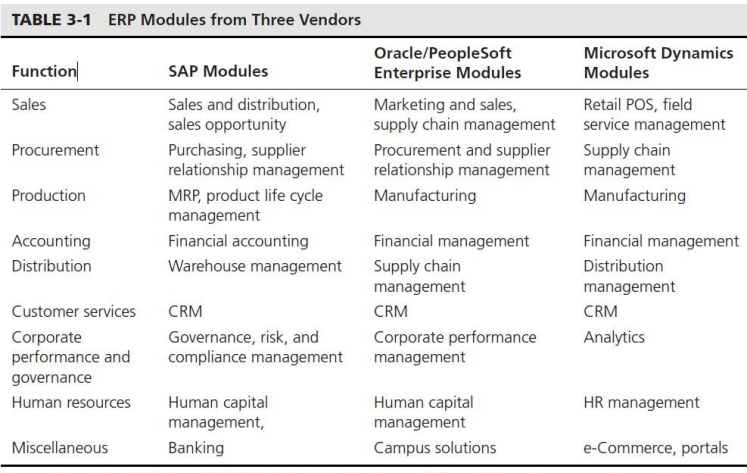 TABLE 3-1 ERP Modules from Three Vendors
Function SAP Modules Oracle/PeopleSoft Enterprise Modules Microsoft Dynamics Modules
Sales Sales and distribution, sales opportunity Marketing and sales, supply chain management Retail POS, field service management
Procurement Purchasing, supplier relationship management Procurement and supplier relationship management Supply chain management
Production MRP, product life cycle management Manufacturing Manufacturing
Accounting Financial accounting Financial management Financial management
Distribution Warehouse management Supply chain management Distribution management
Customer services CRM CRM CRM
Corporate performance and governance Governance, risk, and compliance management Corporate performance management Analytics
Human resources Human capital management, Human capital management HR management
Miscellaneous Banking Campus solutions e-Commerce, portals